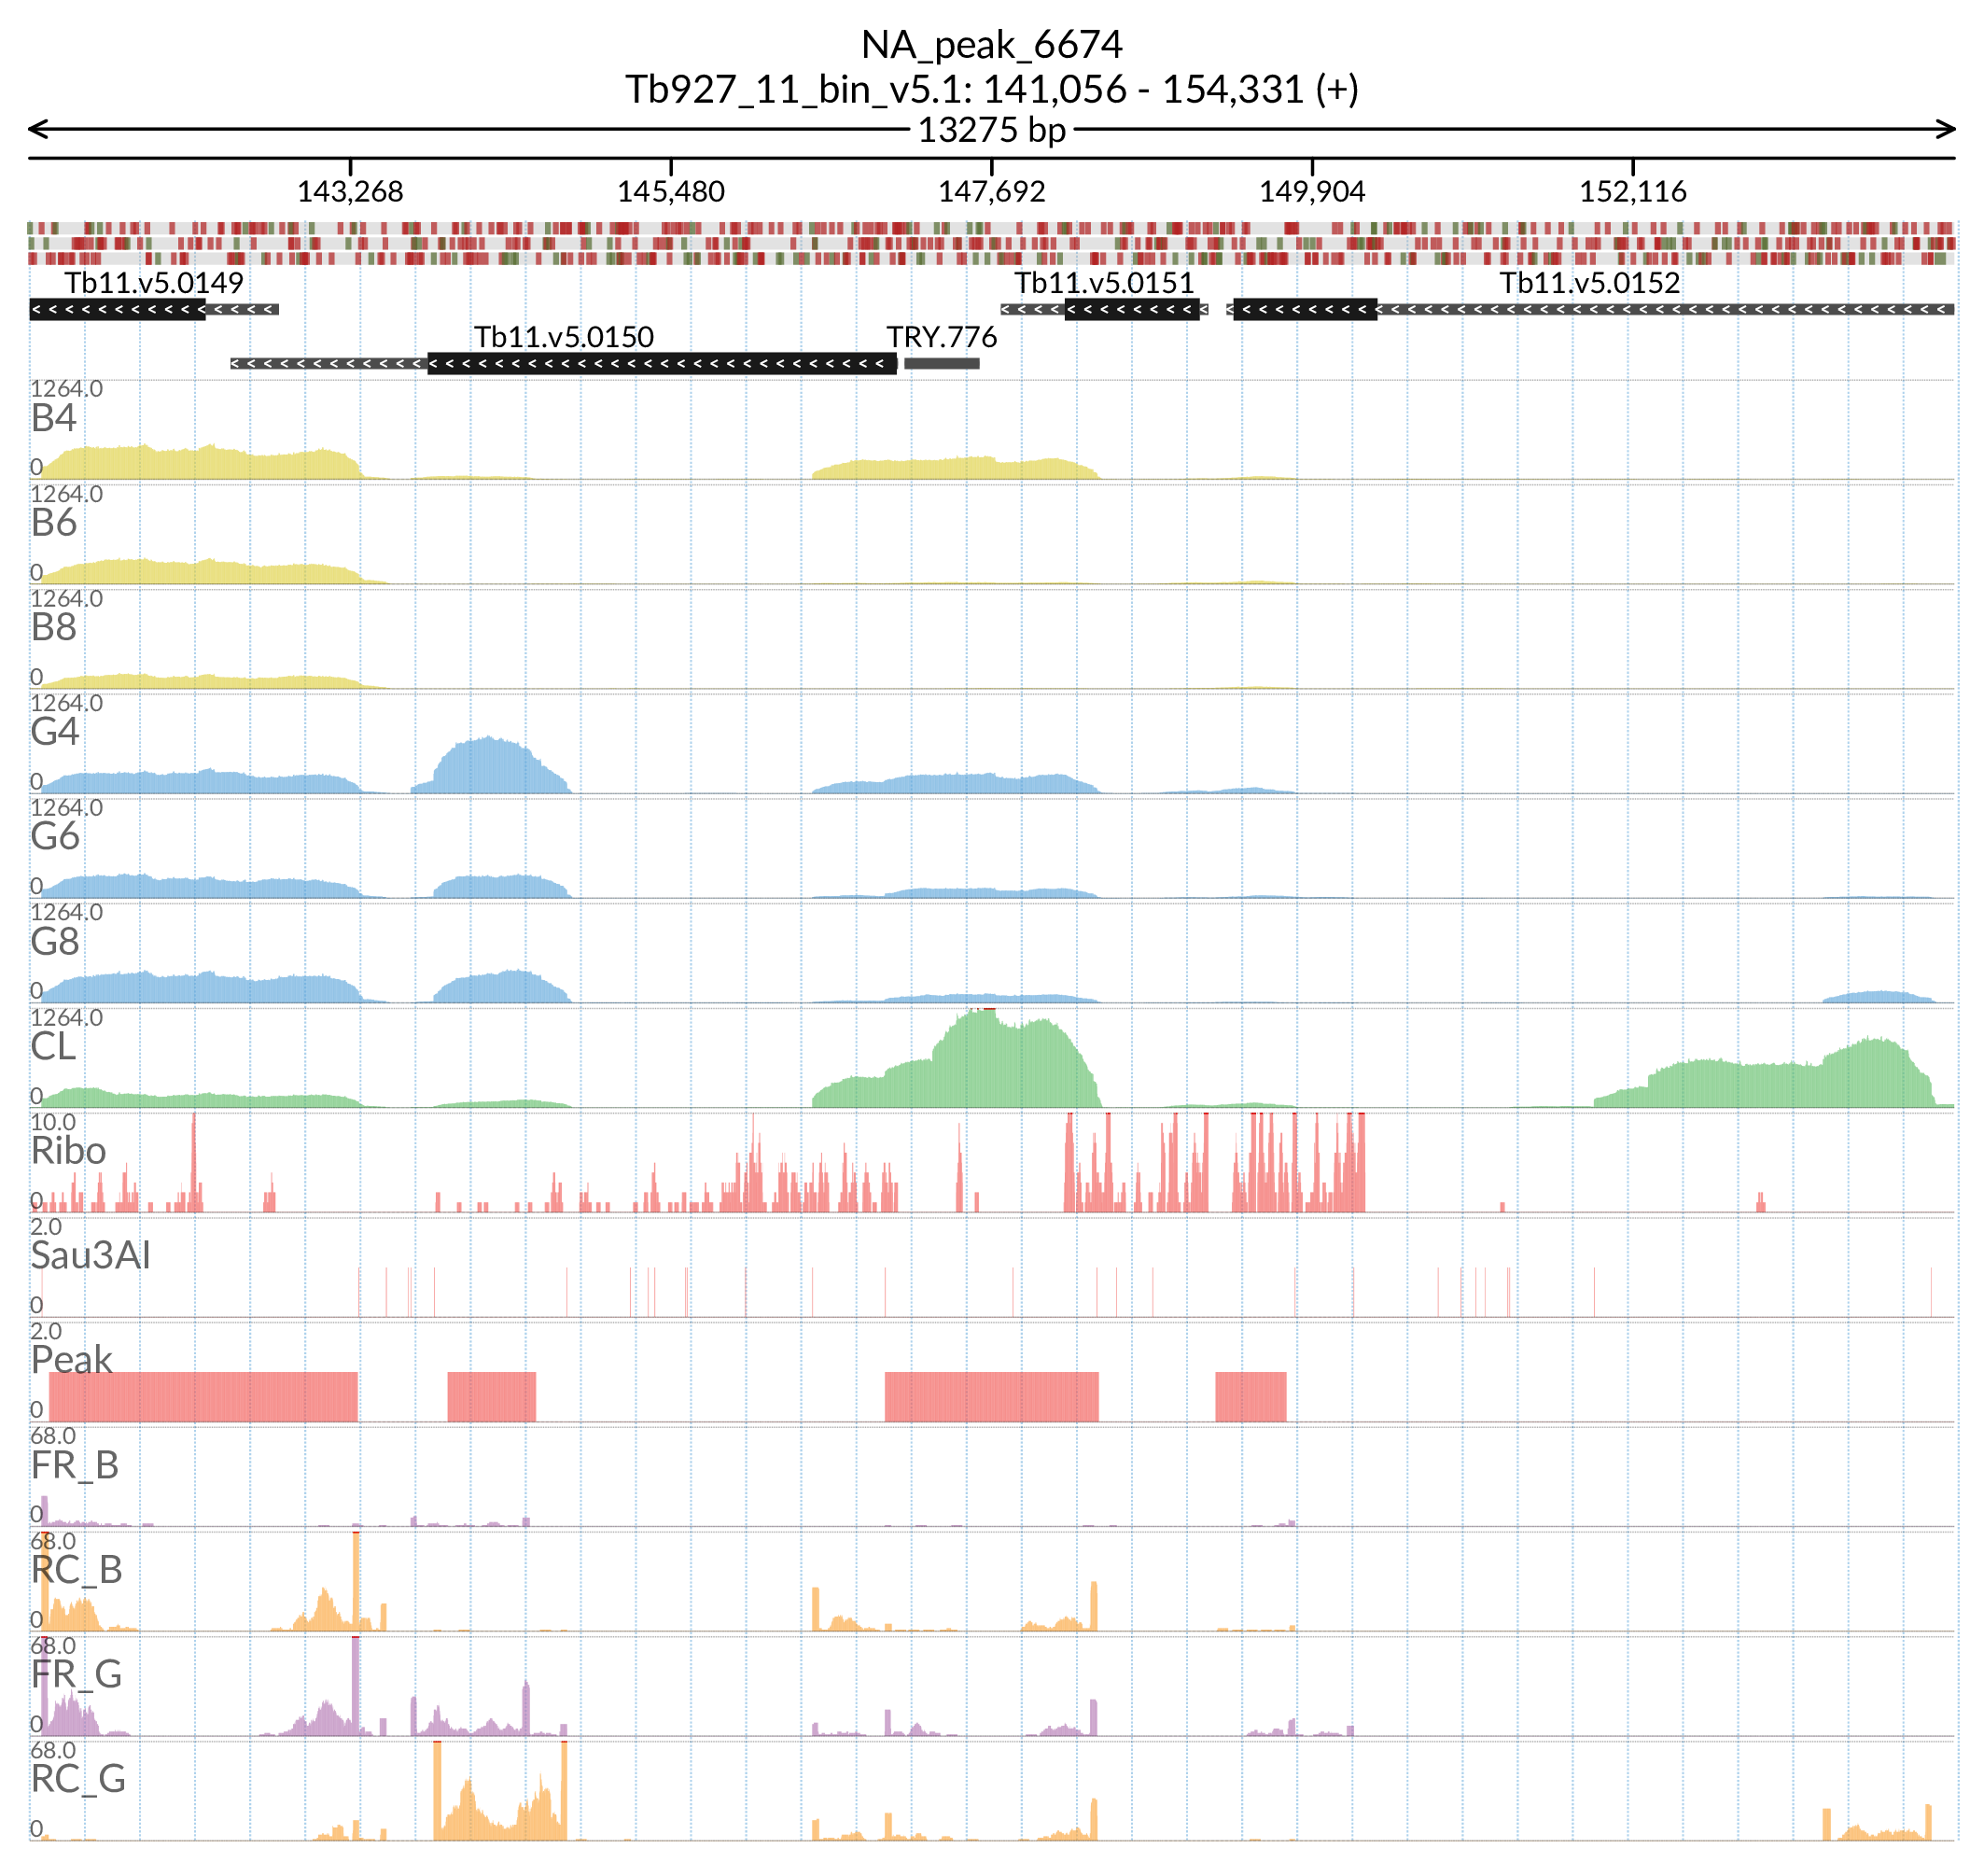 NA_peak_6674
Tb927_11_bin_v5.1: 141,056 - 154,331 (+)
13275 bp
143,268 145,480 147,692 149,904 152,116
Tb11.v5.0149 Tb11.v5.0151 Tb11.v5.0152
Tb11.v5.0150 TRY.776
1264.0
B4
0
1264.0
B6
0
1264.0
B8
0
1264.0
G4
0
1264.0
G6
0
1264.0
G8
0
1264.0
CL
0
10.0
Ribo
0
2.0
Sau3AI
0
2.0
Peak
0
68.0
FR_B
0
68.0
RC_B
0
68.0
FR_G
0
68.0
RC_G
0